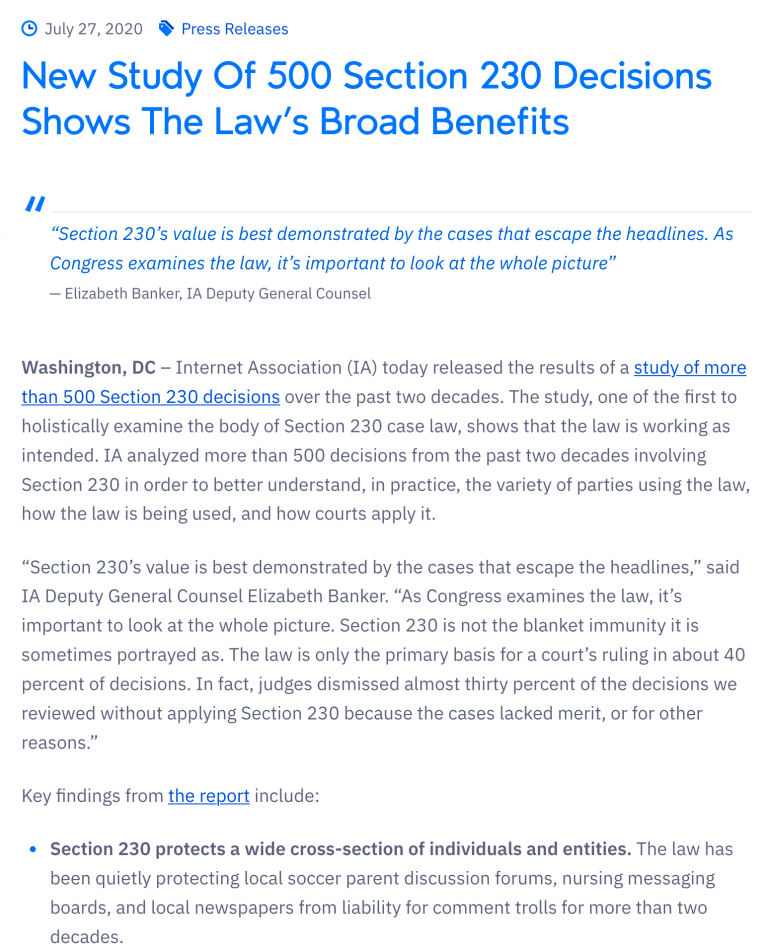 July 27, 2020 Press Releases
New Study Of 500 Section 230 Decisions
Shows The Law’s Broad Benefits
“Section 230’s value is best demonstrated by the cases that escape the headlines. As
Congress examines the law, it’s important to look at the whole picture”
— Elizabeth Banker, IA Deputy General Counsel
Washington, DC – Internet Association (IA) today released the results of a study of more
than 500 Section 230 decisions over the past two decades. The study, one of the first to
holistically examine the body of Section 230 case law, shows that the law is working as
intended. IA analyzed more than 500 decisions from the past two decades involving
Section 230 in order to better understand, in practice, the variety of parties using the law,
how the law is being used, and how courts apply it.
“Section 230’s value is best demonstrated by the cases that escape the headlines,” said
IA Deputy General Counsel Elizabeth Banker. “As Congress examines the law, it’s
important to look at the whole picture. Section 230 is not the blanket immunity it is
sometimes portrayed as. The law is only the primary basis for a court’s ruling in about 40
percent of decisions. In fact, judges dismissed almost thirty percent of the decisions we
reviewed without applying Section 230 because the cases lacked merit, or for other
reasons.”
Key findings from the report include:
• Section 230 protects a wide cross-section of individuals and entities. The law has
been quietly protecting local soccer parent discussion forums, nursing messaging
boards, and local newspapers from liability for comment trolls for more than two
decades.